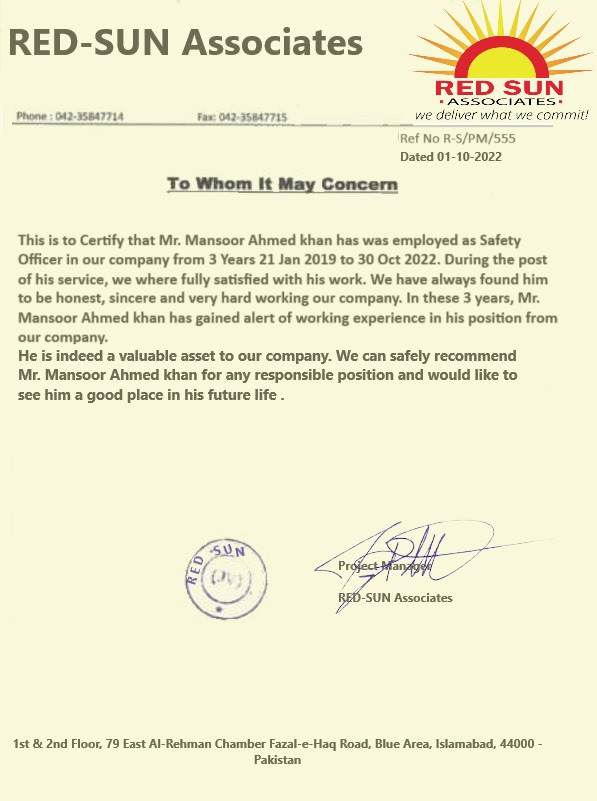 RED-SUN Associates
RED SUN
·ASSOCIATES·
we deliver what we commit!
Phone : 042-35847714 Fax: 042-35847715
Ref No R-S/PM/555
Dated 01-10-2022
To Whom It May Concern
This is to Certify that Mr. Mansoor Ahmed khan has was employed as Safety
Officer in our company from 3 Years 21 Jan 2019 to 30 Oct 2022. During the post
of his service, we where fully satisfied with his work. We have always found him
to be honest, sincere and very hard working our company. In these 3 years, Mr.
Mansoor Ahmed khan has gained alert of working experience in his position from
our company.
He is indeed a valuable asset to our company. We can safely recommend
Mr. Mansoor Ahmed khan for any responsible position and would like to
see him a good place in his future life .
RED-SUN
(JV)
Project Manager
RED-SUN Associates
1st & 2nd Floor, 79 East Al-Rehman Chamber Fazal-e-Haq Road, Blue Area, Islamabad, 44000 -
Pakistan